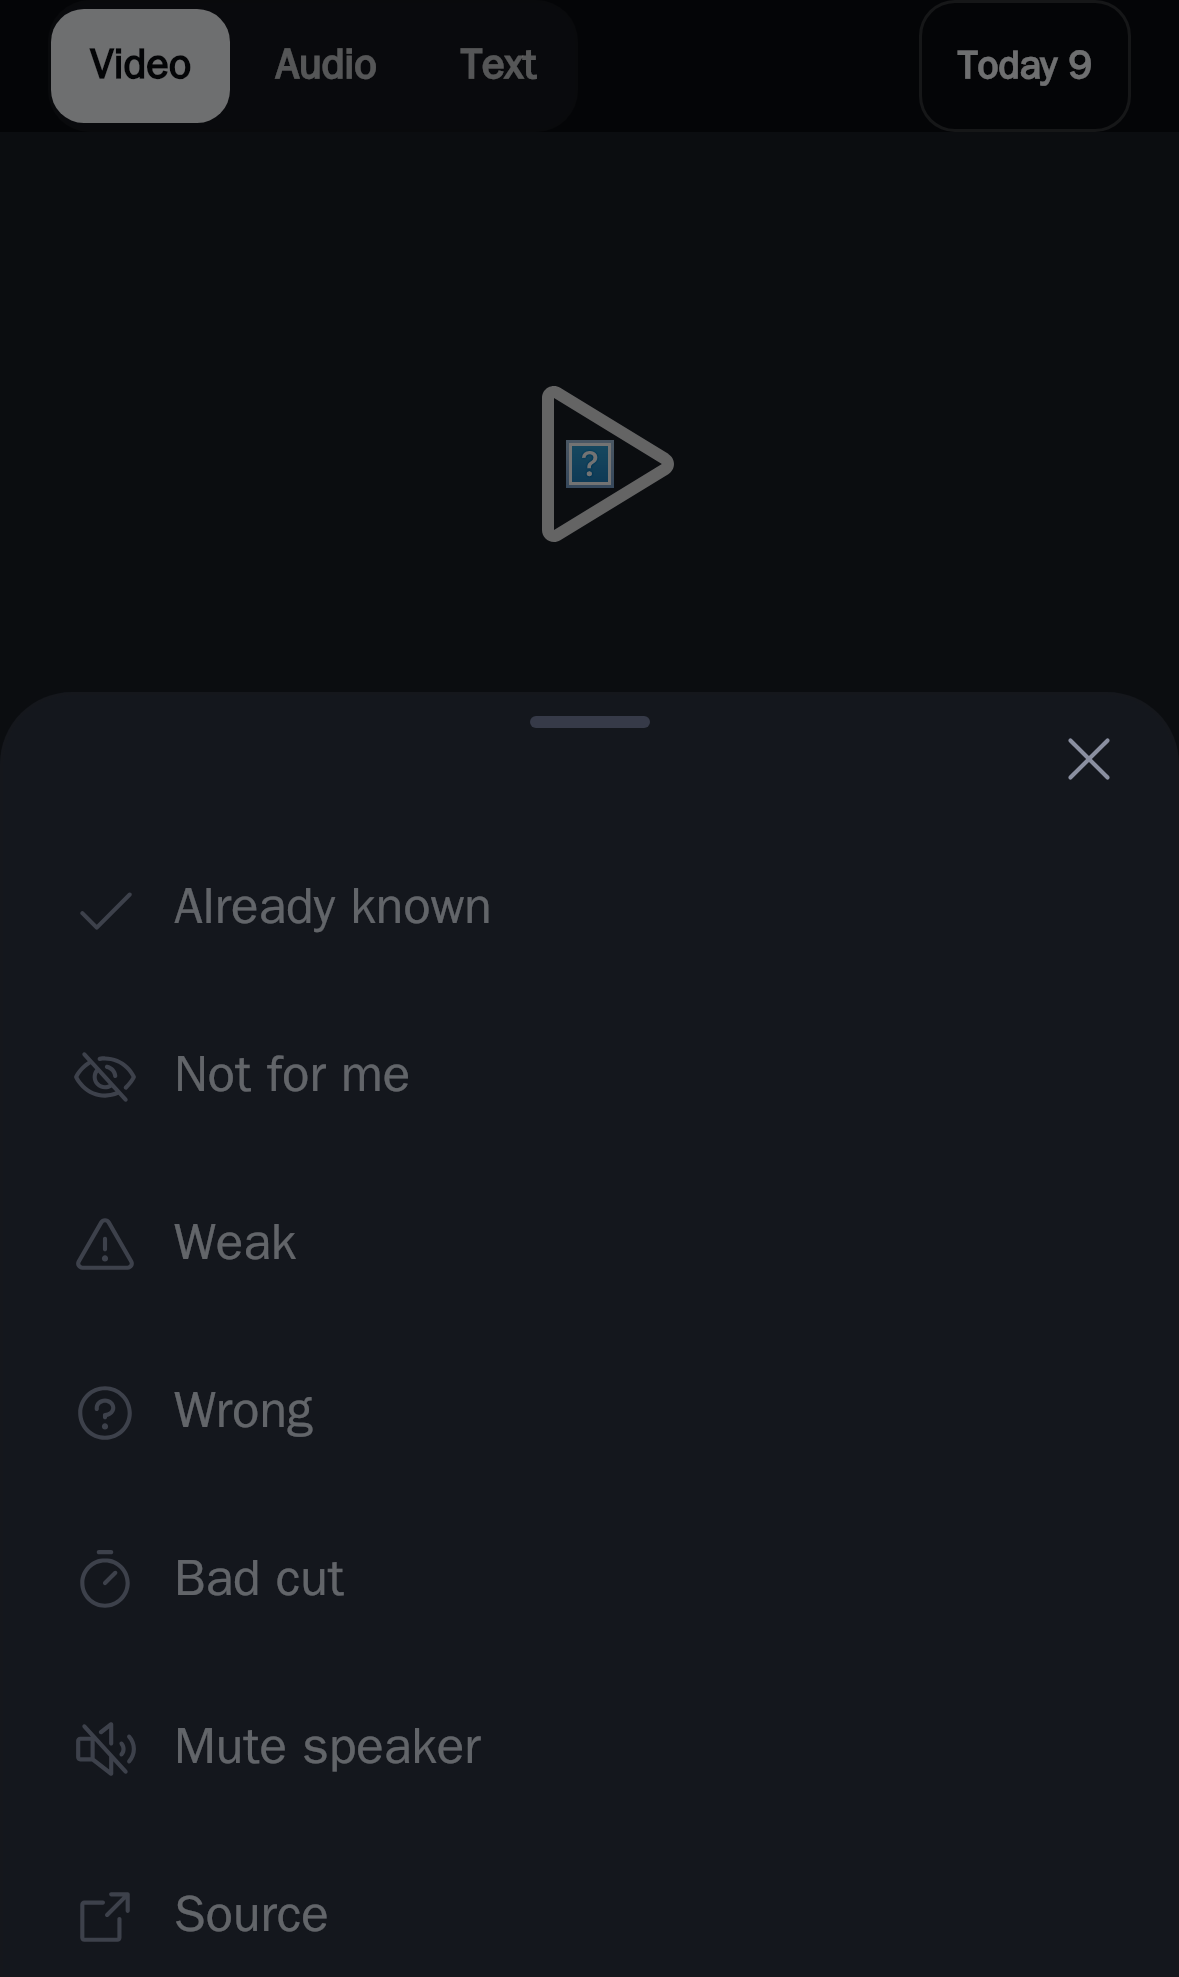 Video Audio Text Today 9
?
Already known
Not for me
Weak
Wrong
Bad cut
Mute speaker
Source